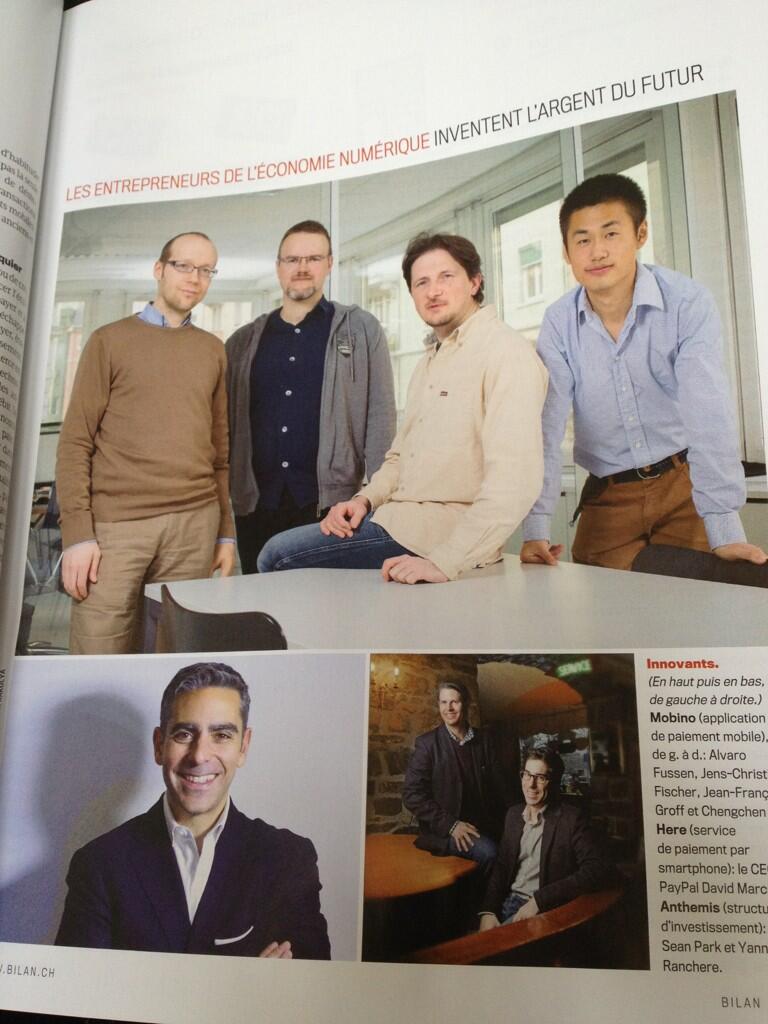 LES ENTREPRENEURS DE L'ÉCONOMIE NUMÉRIQUE INVENTENT L'ARGENT DU FUTUR
SERVICE
Innovants.
(En haut puis en bas,
de gauche à droite.)
Mobino (application
de paiement mobile),
de g. à d.: Alvaro
Fussen, Jens-Christ
Fischer, Jean-Franç
Groff et Chengchen
Here (service
de paiement par
smartphone): le CE
PayPal David Marc
Anthemis (structu
d'investissement):
Sean Park et Yann
Ranchere.
.BILAN.CH
BILAN